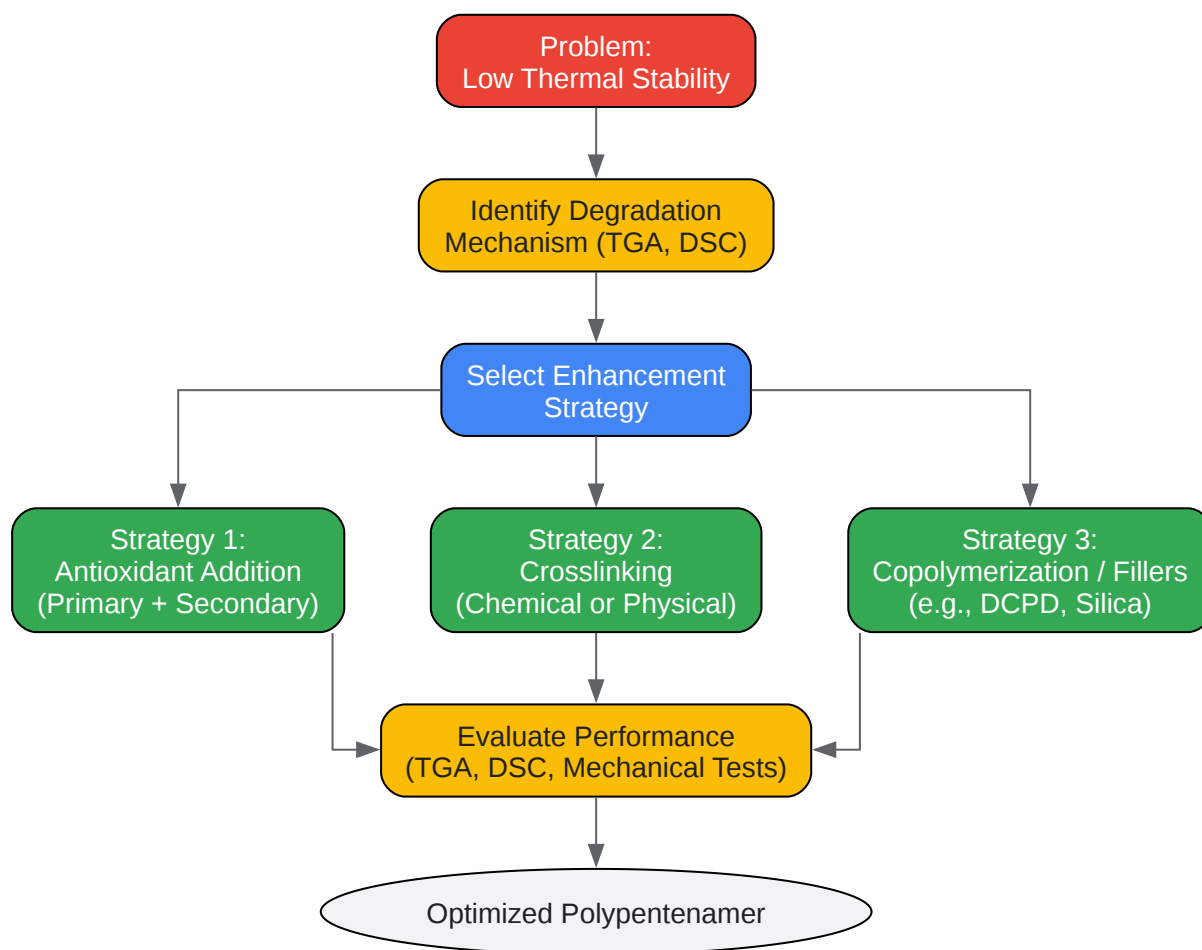 Problem:
Low Thermal Stability
Identify Degradation
Mechanism (TGA, DSC)
Select Enhancement
Strategy
Strategy 1:
Antioxidant Addition
(Primary + Secondary)
Strategy 2:
Crosslinking
(Chemical or Physical)
Strategy 3:
Copolymerization / Fillers
(e.g., DCPD, Silica)
Evaluate Performance
(TGA, DSC, Mechanical Tests)
Optimized Polypentenamer